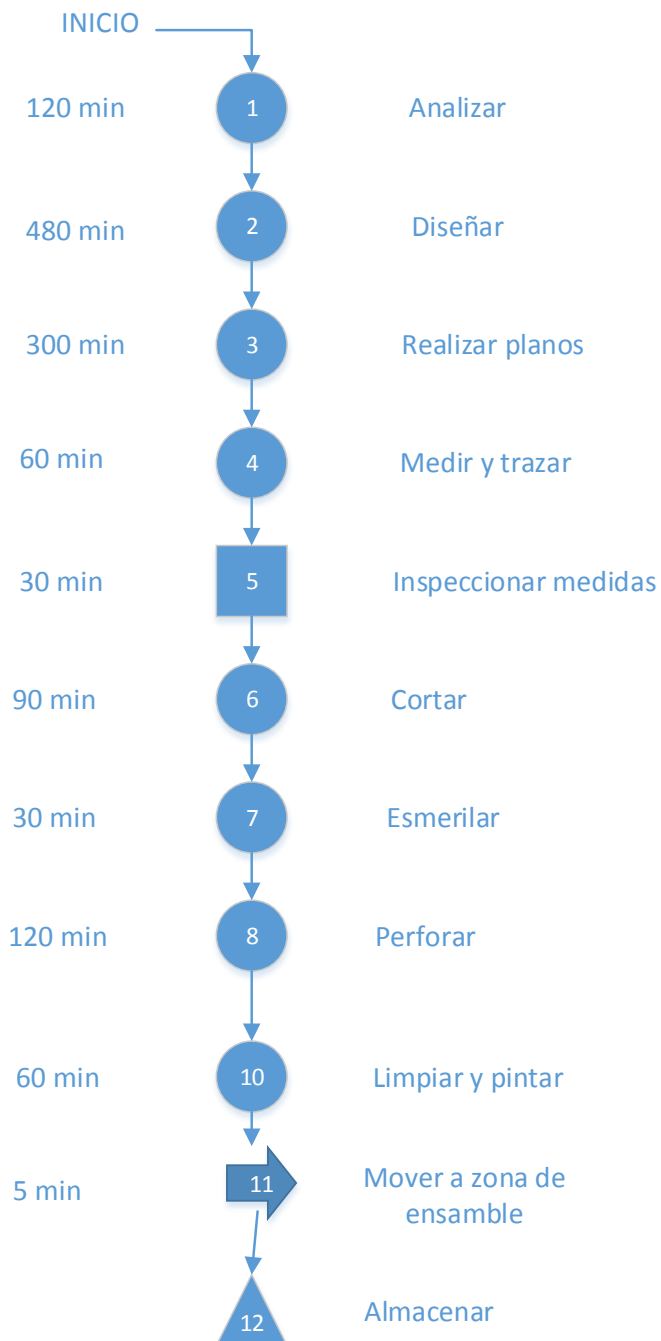 INICIO
120 min 1 Analizar
480 min 2 Diseñar
300 min 3 Realizar planos
60 min 4 Medir y trazar
30 min 5 Inspeccionar medidas
90 min 6 Cortar
30 min 7 Esmerilar
120 min 8 Perforar
60 min 10 Limpiar y pintar
5 min 11 Mover a zona de
ensamble
12 Almacenar